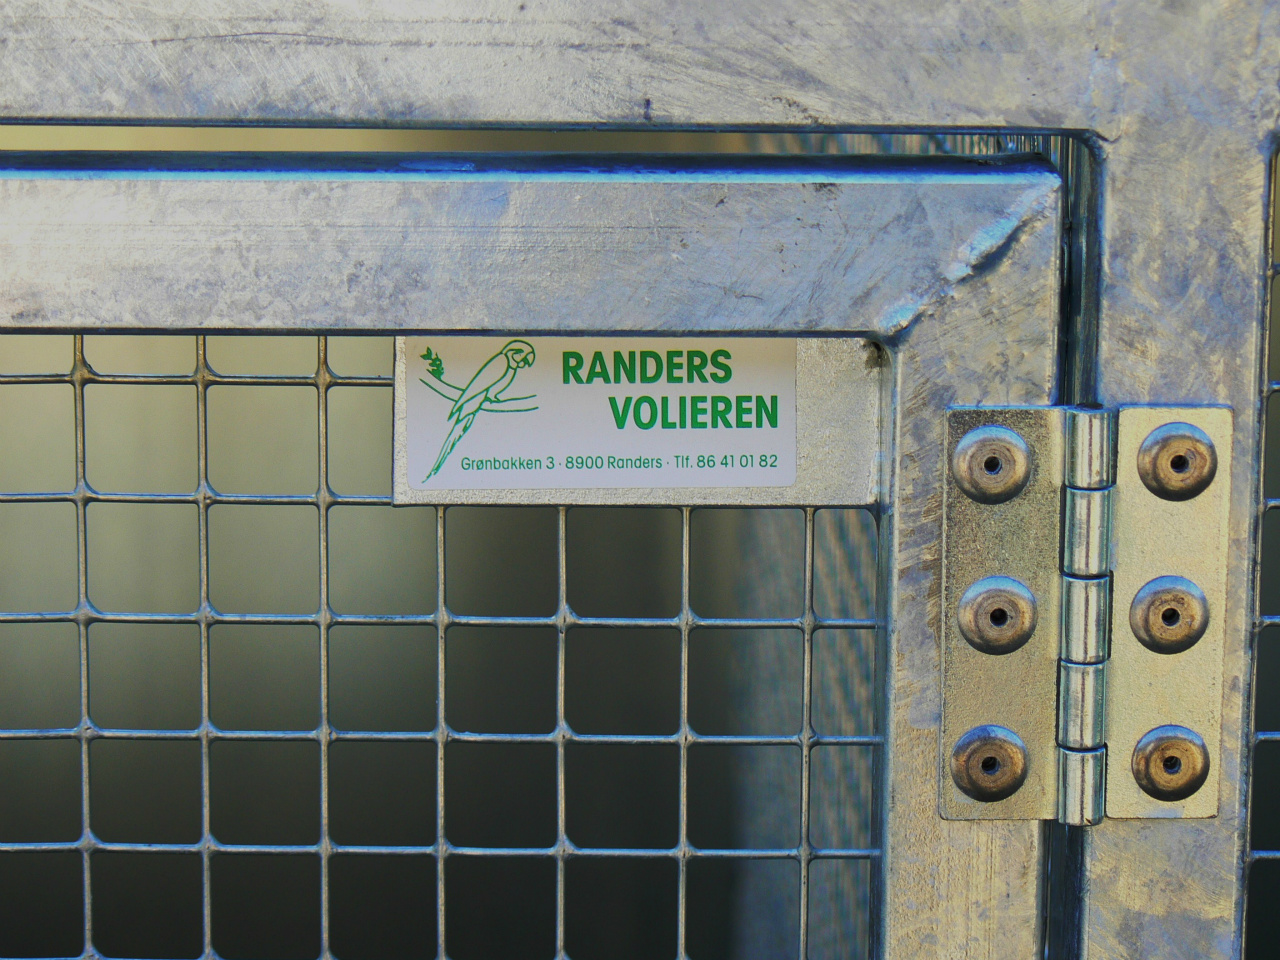 RANDERS
VOLIEREN
Grønbakken 3 · 8900 Randers · Tlf. 86 41 01 82